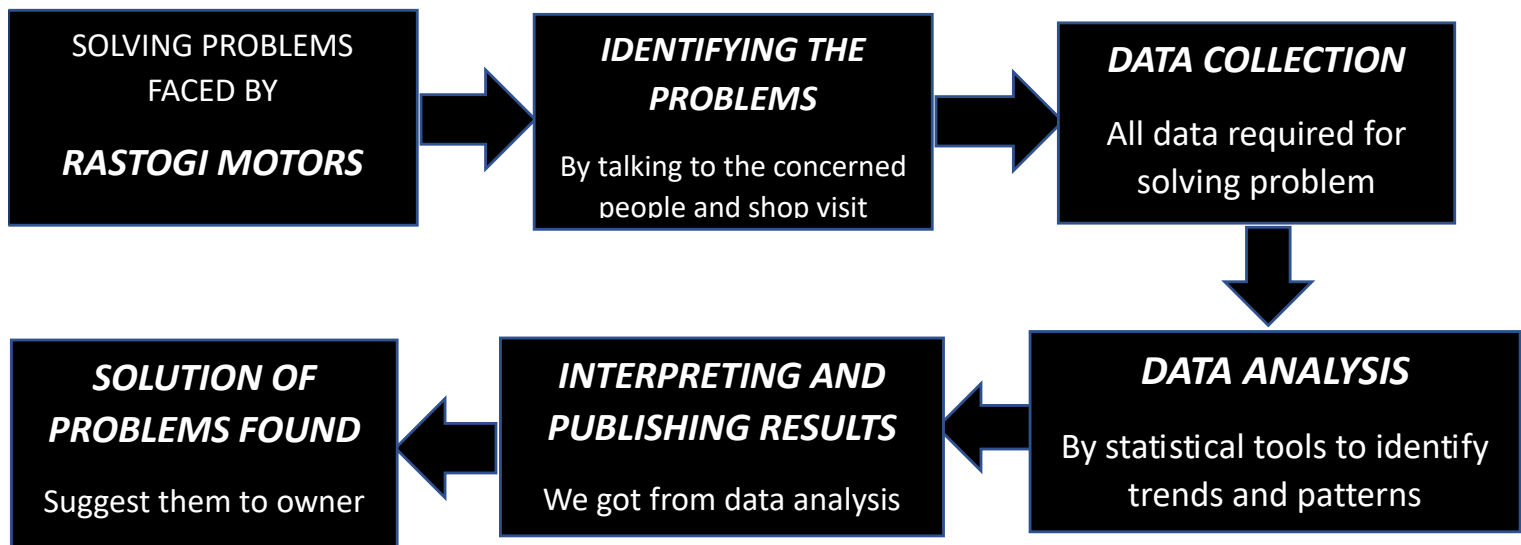 SOLVING PROBLEMS
FACED BY
RASTOGI MOTORS
IDENTIFYING THE
PROBLEMS
By talking to the concerned
people and shop visit
DATA COLLECTION
All data required for
solving problem
DATA ANALYSIS
By statistical tools to identify
trends and patterns
INTERPRETING AND
PUBLISHING RESULTS
We got from data analysis
SOLUTION OF
PROBLEMS FOUND
Suggest them to owner